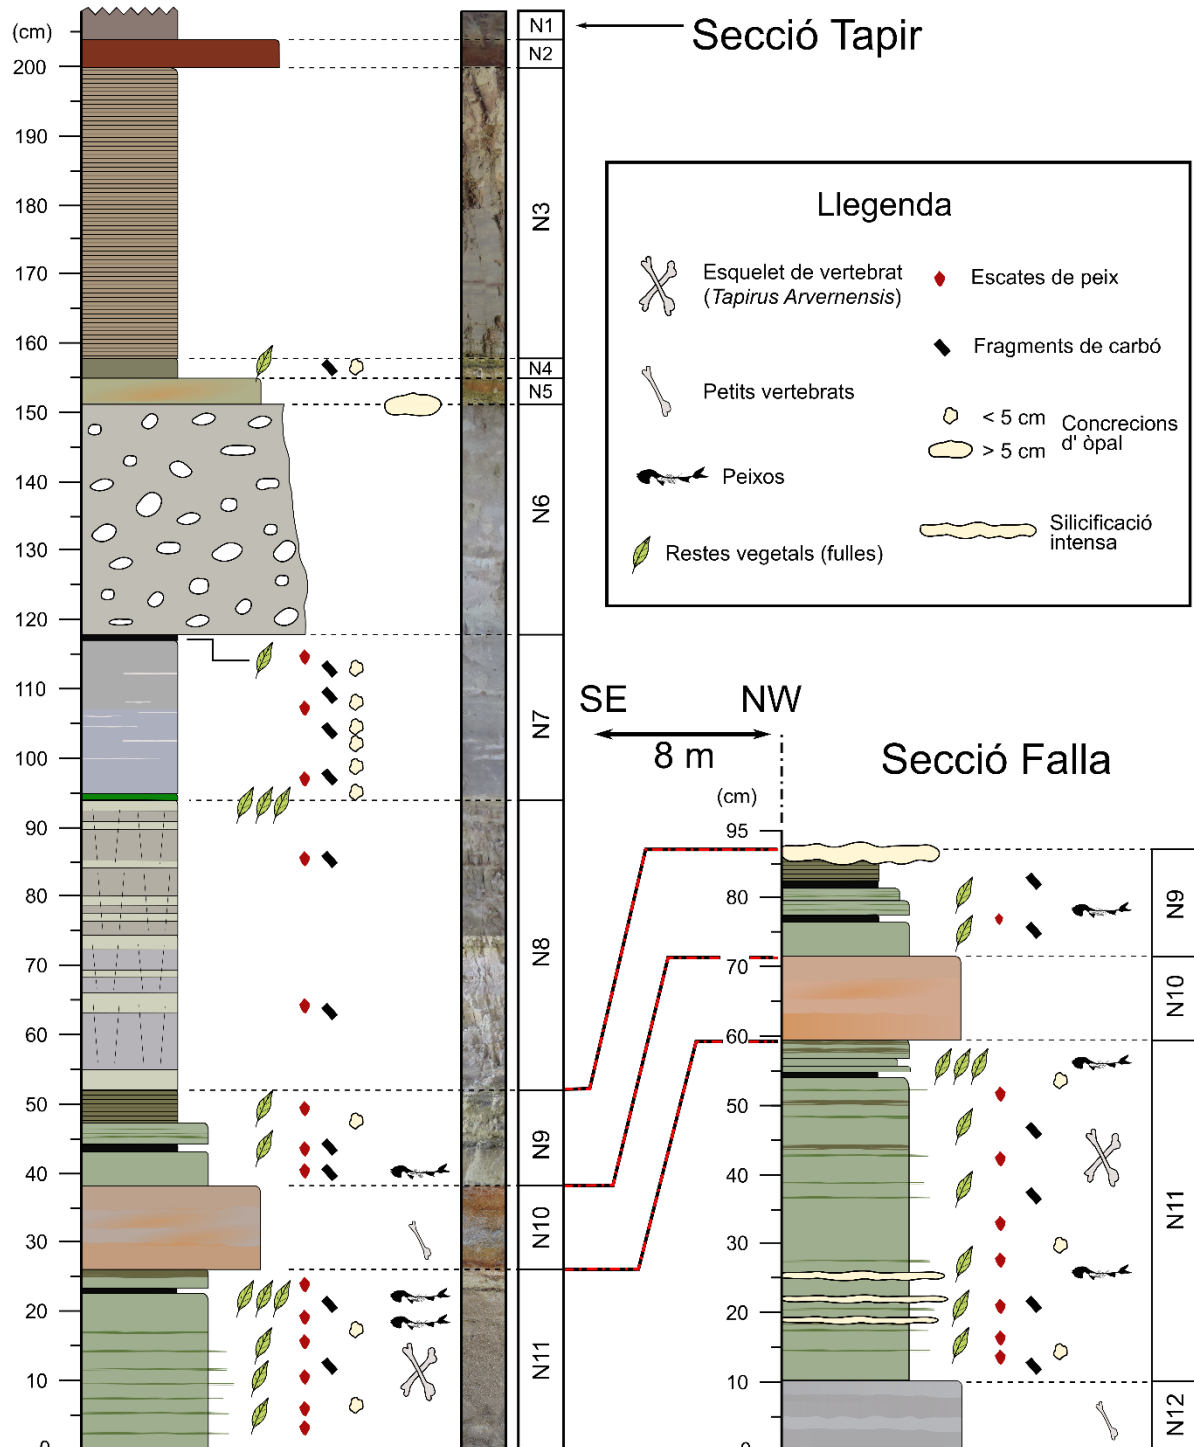 (cm)
Secció Tapir
N1
N2
200
190
180
170
160
150
140
130
120
110
100
90
80
70
60
50
40
30
20
10
0
N3
N4
N5
N6
N7
N8
N9
N10
N11
Llegenda
Esquelet de vertebrat
(Tapirus Arvernensis)
Petits vertebrats
Peixos
Restes vegetals (fulles)
Escates de peix
Fragments de carbó
< 5 cm
> 5 cm
Concrecions
d' òpal
Silicificació
intensa
SE
NW
8 m
Secció Falla
(cm)
95
80
70
60
50
40
30
20
10
0
N9
N10
N11
N12